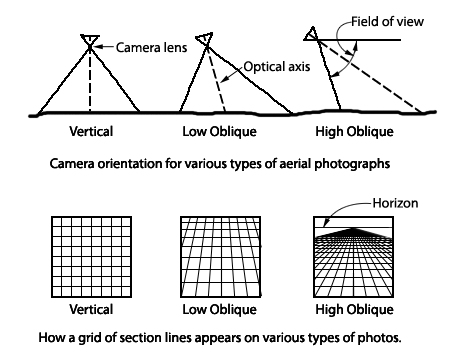 Field of view
Camera lens
Optical axis
Vertical Low Oblique High Oblique
Camera orientation for various types of aerial photographs
Horizon
Vertical Low Oblique High Oblique
How a grid of section lines appears on various types of photos.